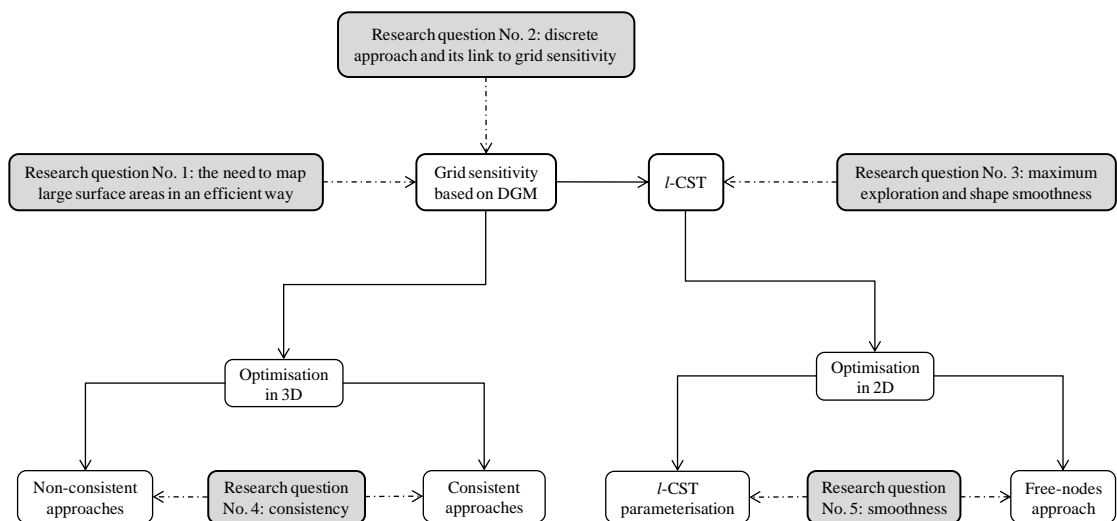 Research question No. 2: discrete
approach and its link to grid sensitivity
Research question No. 1: the need to map
large surface areas in an efficient way
Grid sensitivity
based on DGM
l-CST
Research question No. 3: maximum
exploration and shape smoothness
Optimisation
in 3D
Optimisation
in 2D
Non-consistent
approaches
Research question
No. 4: consistency
Consistent
approaches
l-CST
parameterisation
Research question
No. 5: smoothness
Free-nodes
approach